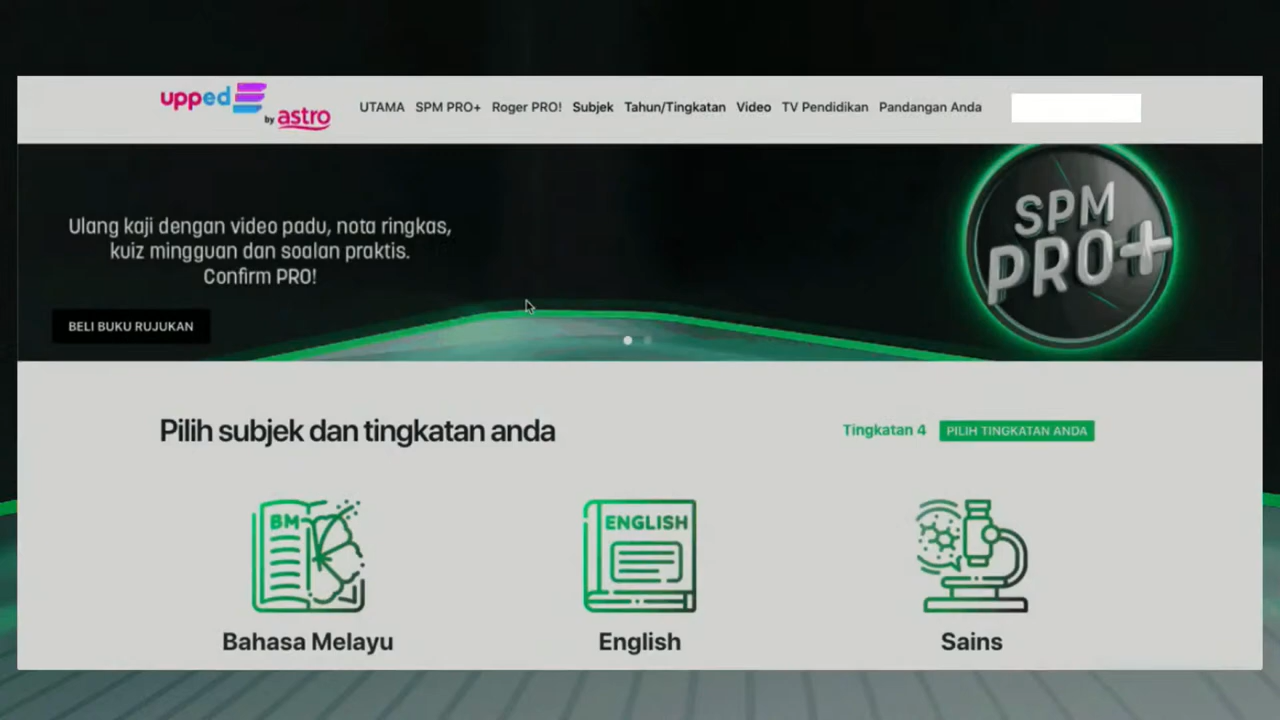 upped
by astro
UTAMA SPM PRO+ Roger PRO! Subjek Tahun/Tingkatan Video TV Pendidikan Pandangan Anda
Ulang kaji dengan video padu, nota ringkas,
kuiz mingguan dan soalan praktis.
Confirm PRO!
BELI BUKU RUJUKAN
SPM
PRO+
Pilih subjek dan tingkatan anda
Tingkatan 4 PILIH TINGKATAN ANDA
BM
ENGLISH
Bahasa Melayu
English
Sains